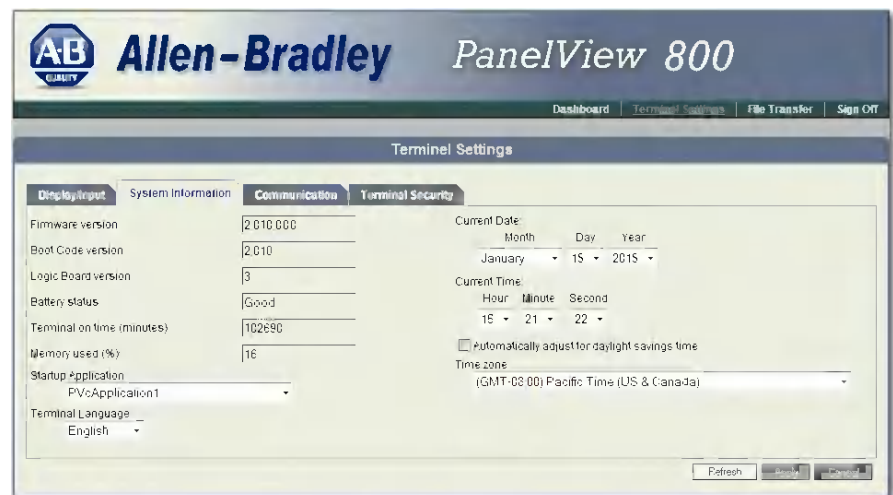 A-B
QUALITY
Allen-Bradley
PanelView 800
Dashboard | Terminal Settings | File Transfer | Sign Off
Terminel Settings
Display/Input
System Information
Communication
Terminal Security
Firmware version
2.010.000
Boot Code version
2.010
Logic Board version
3
Battery status
Good
Terminal on time (minutes)
102690
Memory used (%)
16
Startup Application
PVcApplication1
Terminal Language
English
Current Date:
Month Day Year
January 15 2015
Current Time:
Hour Minute Second
15 21 22
Automatically adjust for daylight savings time
Time zone
(GMT-08:00) Pacific Time (US & Canada)
Refresh
Apply
Cancel